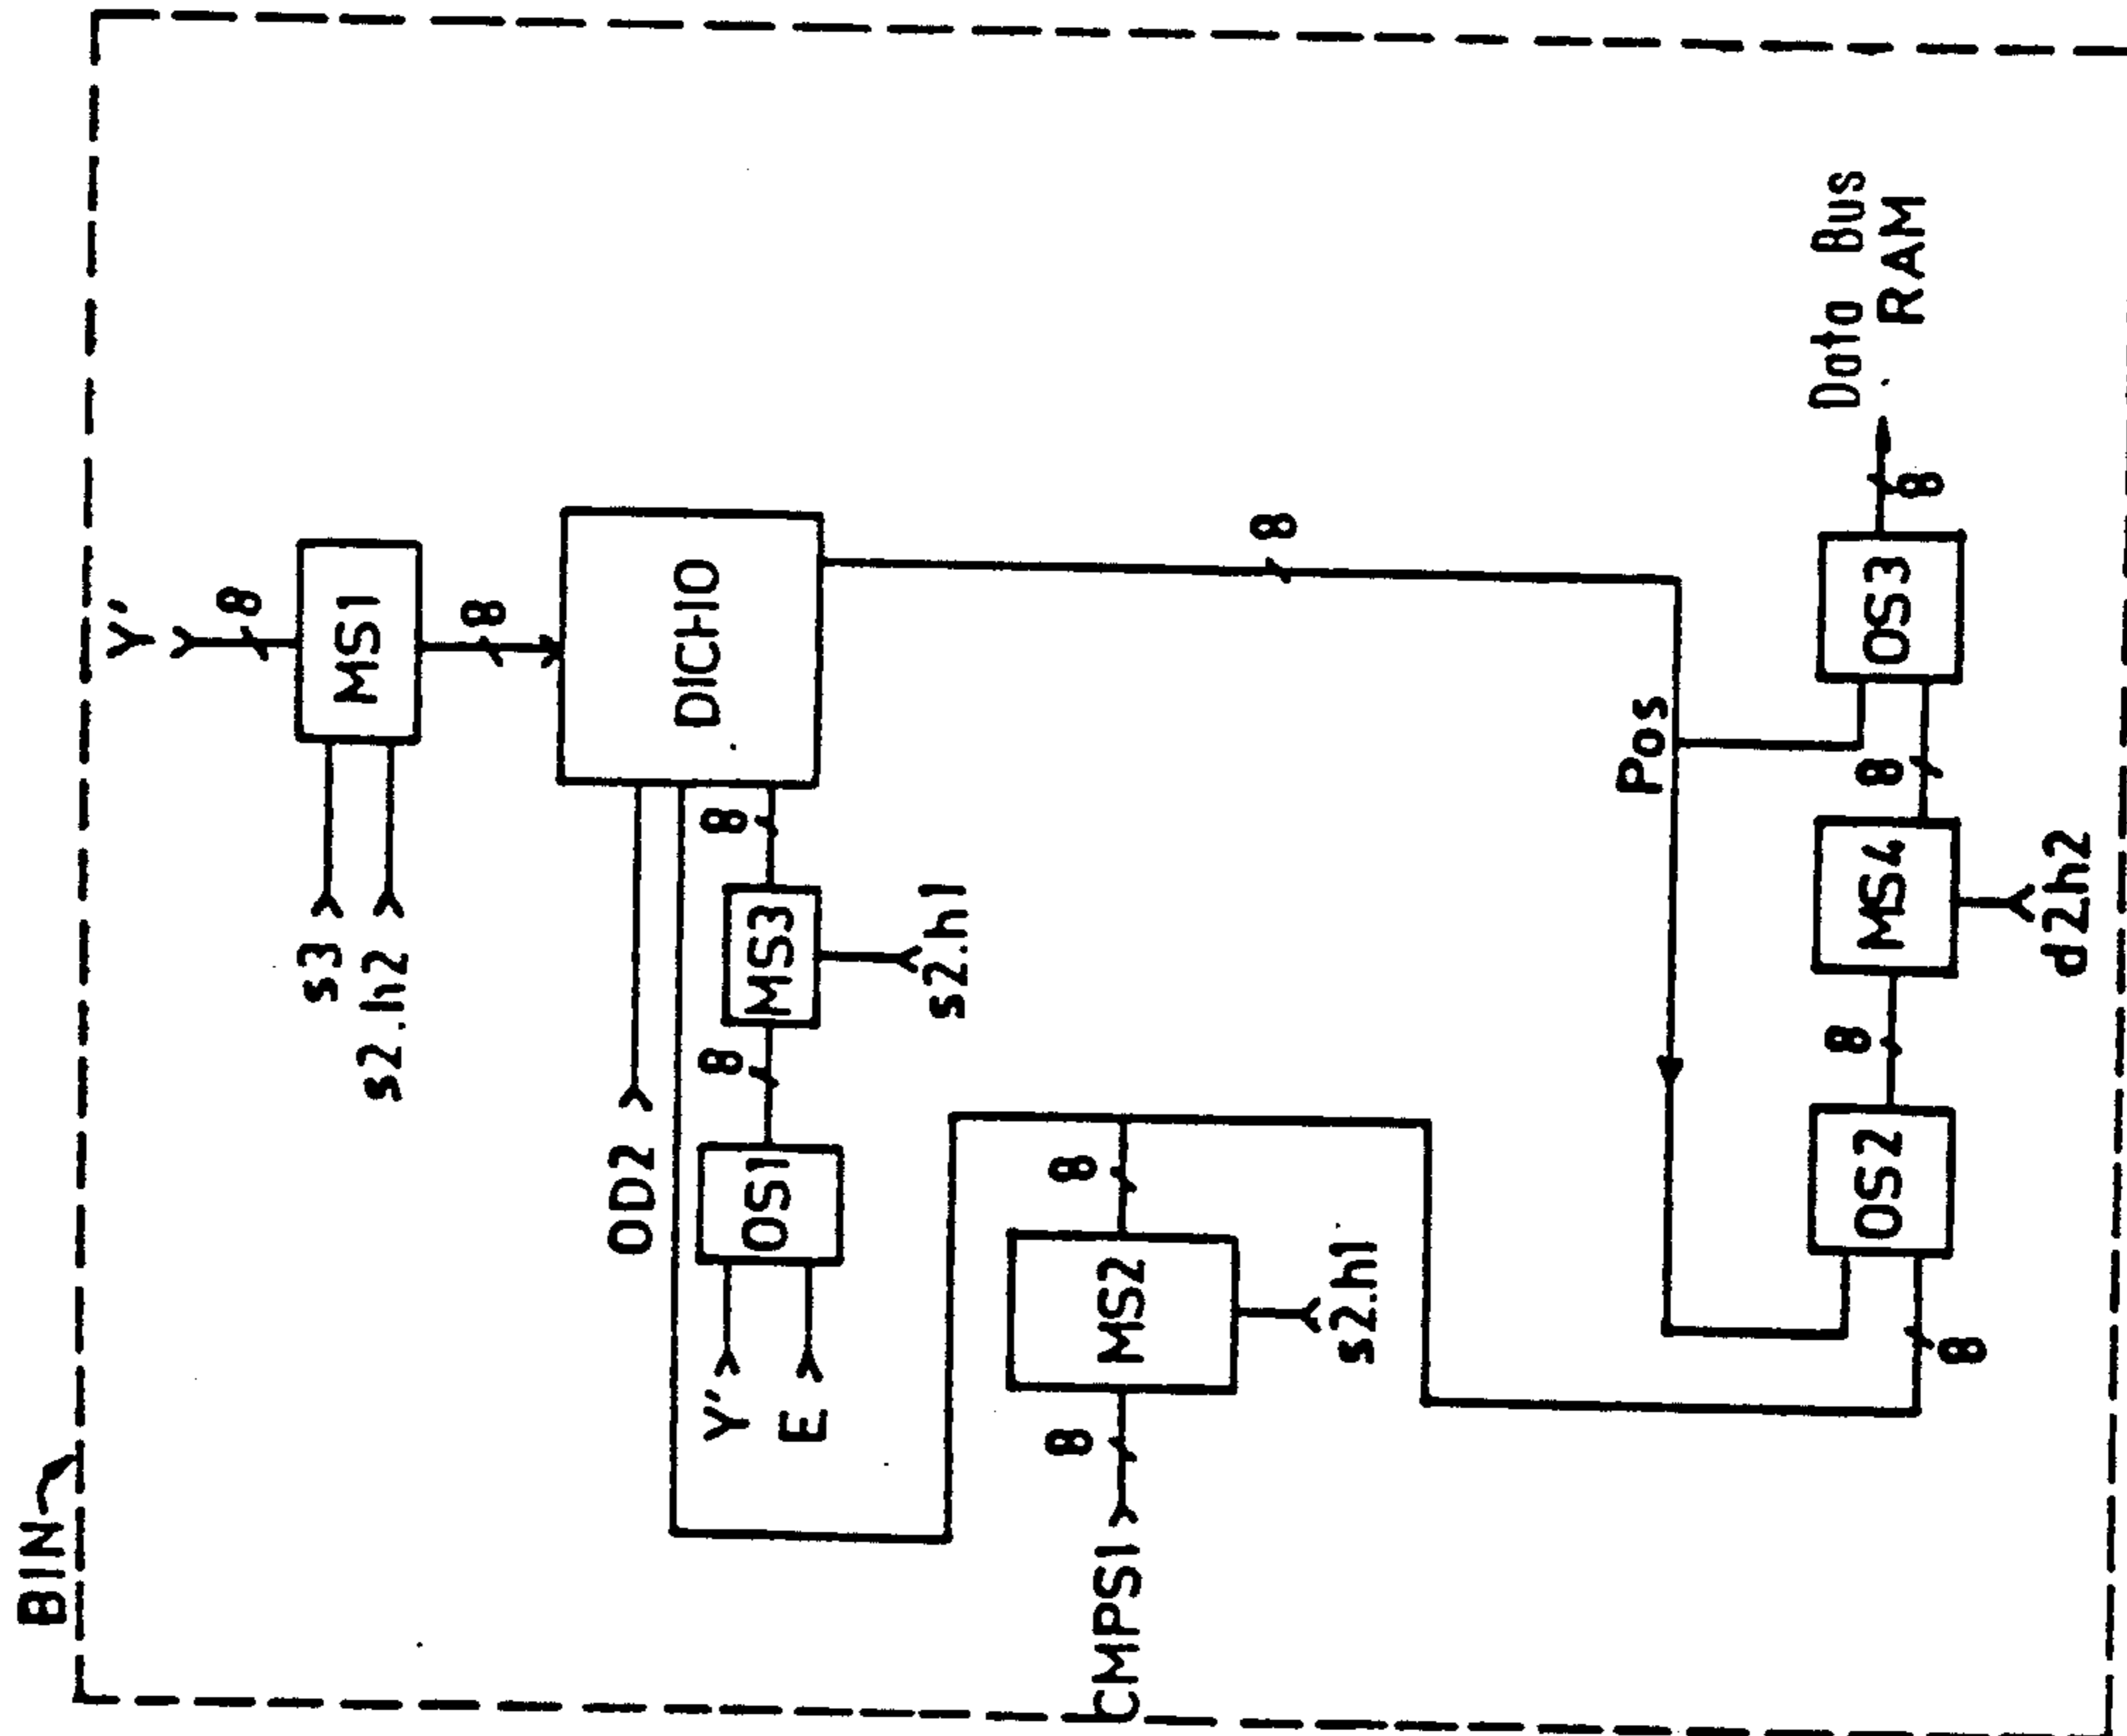 BIN
Y'
8
s3
MS1
s2.h2
8
OD2
DICHO
Y'
8
8
OS1
MS3
E
s2.h1
8
8
CMPS1
MS2
8
s2.h1
Pos
8
8
Data Bus
RAM
OS2
MS4
OS3
8
8
d2h2